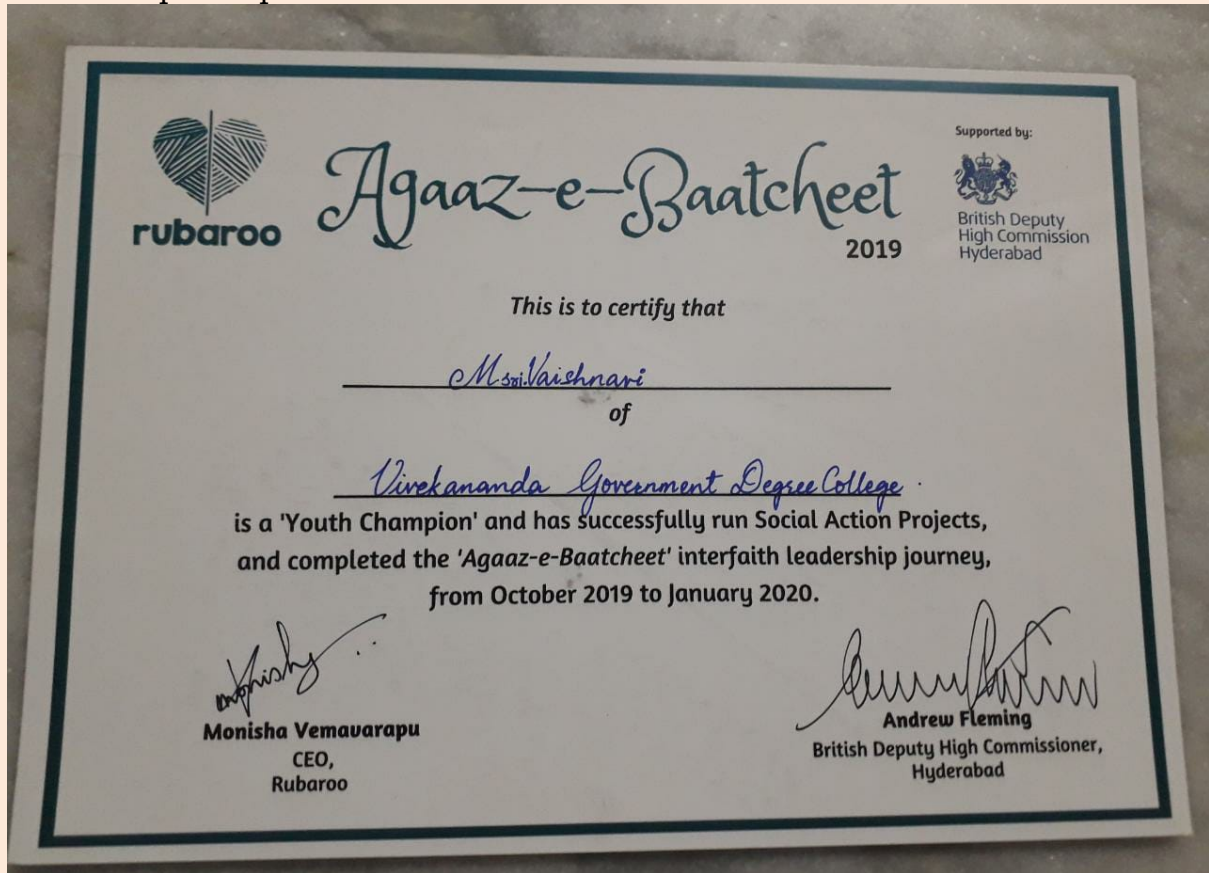 rubaroo
Agaaz-e-Baatcheet
2019
Supported by:
British Deputy
High Commission
Hyderabad
This is to certify that
M sri. Vaishnavi
of
Vivekananda Government Degree College.
is a 'Youth Champion' and has successfully run Social Action Projects,
and completed the 'Agaaz-e-Baatcheet' interfaith leadership journey,
from October 2019 to January 2020.
Monisha Vemavarapu
CEO,
Rubaroo
Andrew Fleming
British Deputy High Commissioner,
Hyderabad